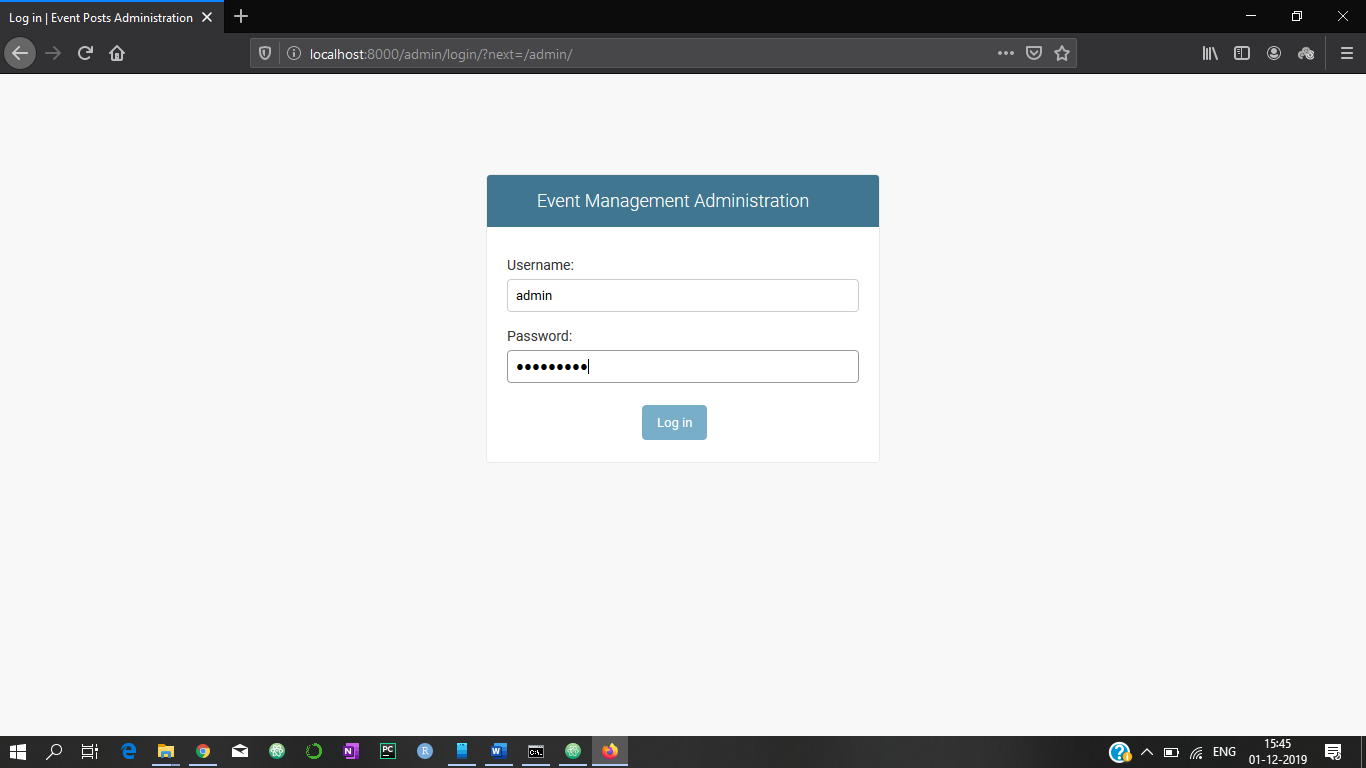 Log in | Event Posts Administration
localhost:8000/admin/login/?next=/admin/
Event Management Administration
Username:
admin
Password:
•••••••••
Log in
N
PC
R
W
C:\.
ENG
15:45
01-12-2019